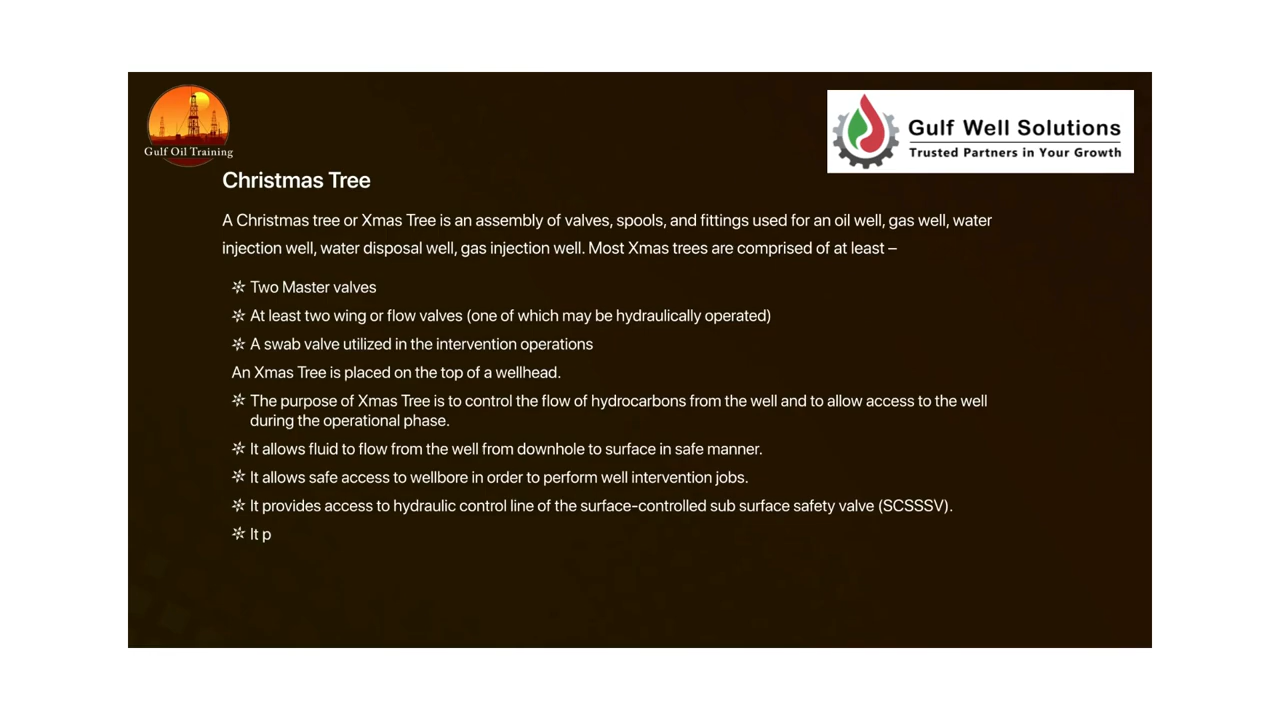 Gulf Oil Training
Gulf Well Solutions
Trusted Partners in Your Growth
Christmas Tree
A Christmas tree or Xmas Tree is an assembly of valves, spools, and fittings used for an oil well, gas well, water
injection well, water disposal well, gas injection well. Most Xmas trees are comprised of at least –
Two Master valves
At least two wing or flow valves (one of which may be hydraulically operated)
A swab valve utilized in the intervention operations
An Xmas Tree is placed on the top of a wellhead.
The purpose of Xmas Tree is to control the flow of hydrocarbons from the well and to allow access to the well
during the operational phase.
It allows fluid to flow from the well from downhole to surface in safe manner.
It allows safe access to wellbore in order to perform well intervention jobs.
It provides access to hydraulic control line of the surface-controlled sub surface safety valve (SCSSSV).
It p